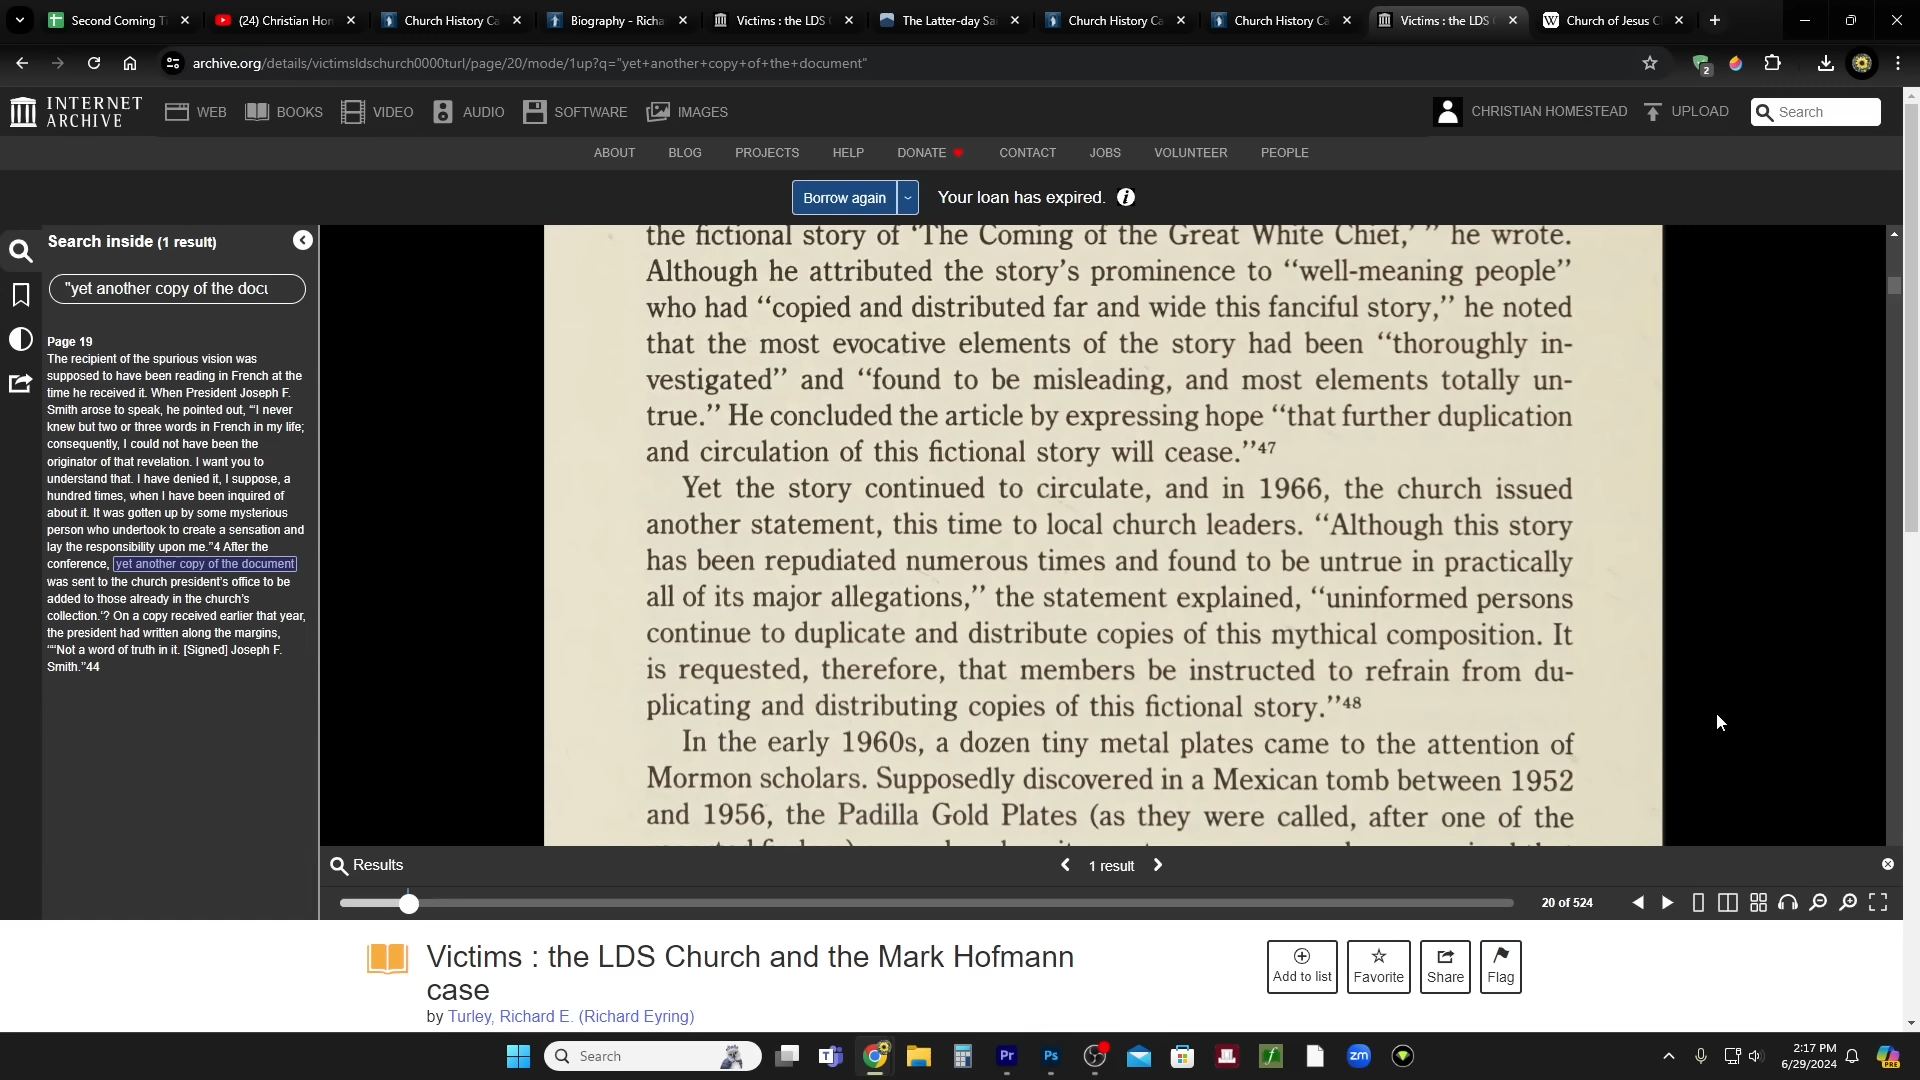 Second Coming Ti
(24) Christian Hom
Church History Ca
Biography - Richa
Victims : the LDS
The Latter-day Sai
Church History Ca
Church History Ca
Victims : the LDS
Church of Jesus C
archive.org/details/victimsldschurch0000turl/page/20/mode/1up?q="yet+another+copy+of+the+document"
2
INTERNET
ARCHIVE
WEB
BOOKS
VIDEO
AUDIO
SOFTWARE
IMAGES
CHRISTIAN HOMESTEAD
UPLOAD
Search
ABOUT
BLOG
PROJECTS
HELP
DONATE
CONTACT
JOBS
VOLUNTEER
PEOPLE
Borrow again
Your loan has expired.
Search inside (1 result)
"yet another copy of the docu
Page 19
The recipient of the spurious vision was
supposed to have been reading in French at the
time he received it. When President Joseph F.
Smith arose to speak, he pointed out, “‘I never
knew but two or three words in French in my life;
consequently, I could not have been the
originator of that revelation. I want you to
understand that. I have denied it, I suppose, a
hundred times, when I have been inquired of
about it. It was gotten up by some mysterious
person who undertook to create a sensation and
lay the responsibility upon me.”4 After the
conference, yet another copy of the document
was sent to the church president’s office to be
added to those already in the church’s
collection.‘? On a copy received earlier that year,
the president had written along the margins,
““Not a word of truth in it. [Signed] Joseph F.
Smith.”44
the fictional story of ‘The Coming of the Great White Chief,’ ” he wrote.
Although he attributed the story’s prominence to “well-meaning people”
who had “copied and distributed far and wide this fanciful story,” he noted
that the most evocative elements of the story had been “thoroughly in-
vestigated” and “found to be misleading, and most elements totally un-
true.” He concluded the article by expressing hope “that further duplication
and circulation of this fictional story will cease.”47
Yet the story continued to circulate, and in 1966, the church issued
another statement, this time to local church leaders. “Although this story
has been repudiated numerous times and found to be untrue in practically
all of its major allegations,” the statement explained, “uninformed persons
continue to duplicate and distribute copies of this mythical composition. It
is requested, therefore, that members be instructed to refrain from du-
plicating and distributing copies of this fictional story.”48
In the early 1960s, a dozen tiny metal plates came to the attention of
Mormon scholars. Supposedly discovered in a Mexican tomb between 1952
and 1956, the Padilla Gold Plates (as they were called, after one of the
Results
1 result
20 of 524
Victims : the LDS Church and the Mark Hofmann
case
by Turley, Richard E. (Richard Eyring)
Add to list
Favorite
Share
Flag
Search
Pr
Ps
zm
2:17 PM
6/29/2024
PRE